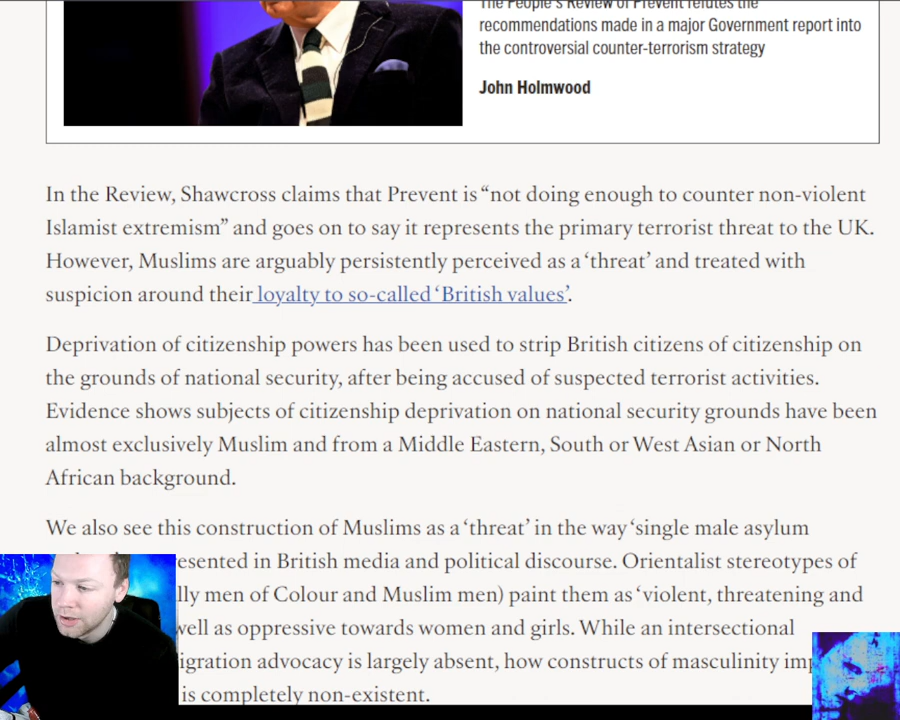 The People's Review of Prevent refutes the
recommendations made in a major Government report into
the controversial counter-terrorism strategy
John Holmwood
In the Review, Shawcross claims that Prevent is “not doing enough to counter non-violent
Islamist extremism” and goes on to say it represents the primary terrorist threat to the UK.
However, Muslims are arguably persistently perceived as a ‘threat’ and treated with
suspicion around their loyalty to so-called ‘British values’.
Deprivation of citizenship powers has been used to strip British citizens of citizenship on
the grounds of national security, after being accused of suspected terrorist activities.
Evidence shows subjects of citizenship deprivation on national security grounds have been
almost exclusively Muslim and from a Middle Eastern, South or West Asian or North
African background.
We also see this construction of Muslims as a ‘threat’ in the way ‘single male asylum
esented in British media and political discourse. Orientalist stereotypes of
lly men of Colour and Muslim men) paint them as ‘violent, threatening and
well as oppressive towards women and girls. While an intersectional
igration advocacy is largely absent, how constructs of masculinity imp
is completely non-existent.